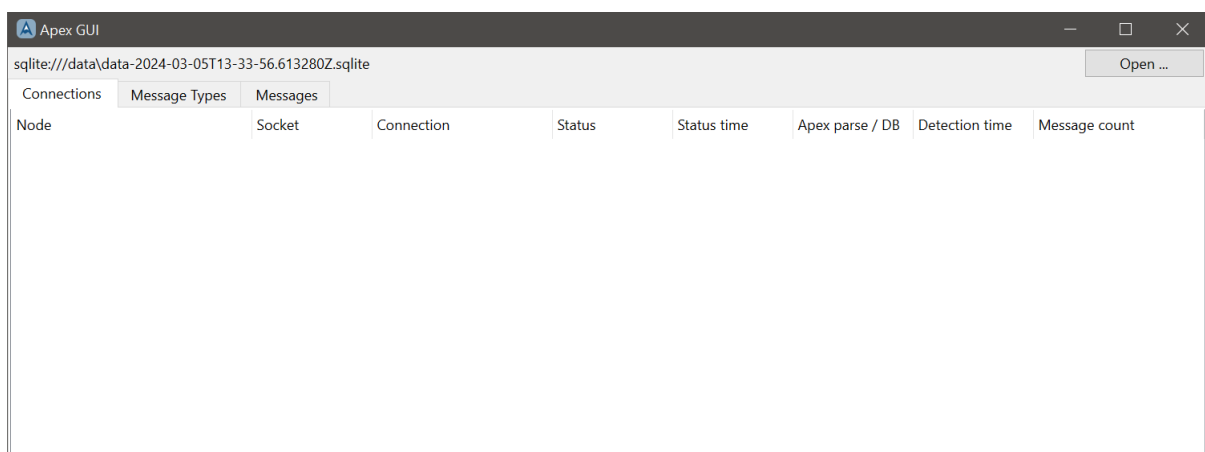 Apex GUI
sqlite:///data\data-2024-03-05T13-33-56.613280Z.sqlite Open ...
Connections Message Types Messages
Node Socket Connection Status Status time Apex parse / DB Detection time Message count